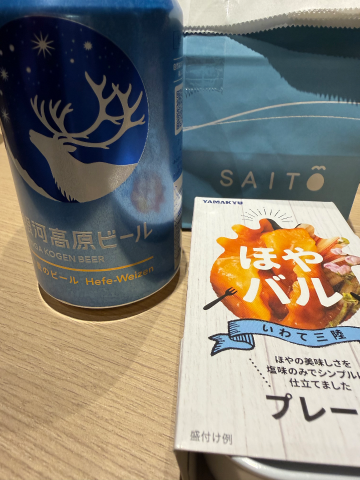 河高原ビール
GA KOGEN BEER
のビール Hefe-Weizen
SAITŌ
YAMAKYU
ほや
バル
いわて三陸
ほやの美味しさを
塩味のみでシンプルに
仕立てました
プレー
盛付け例